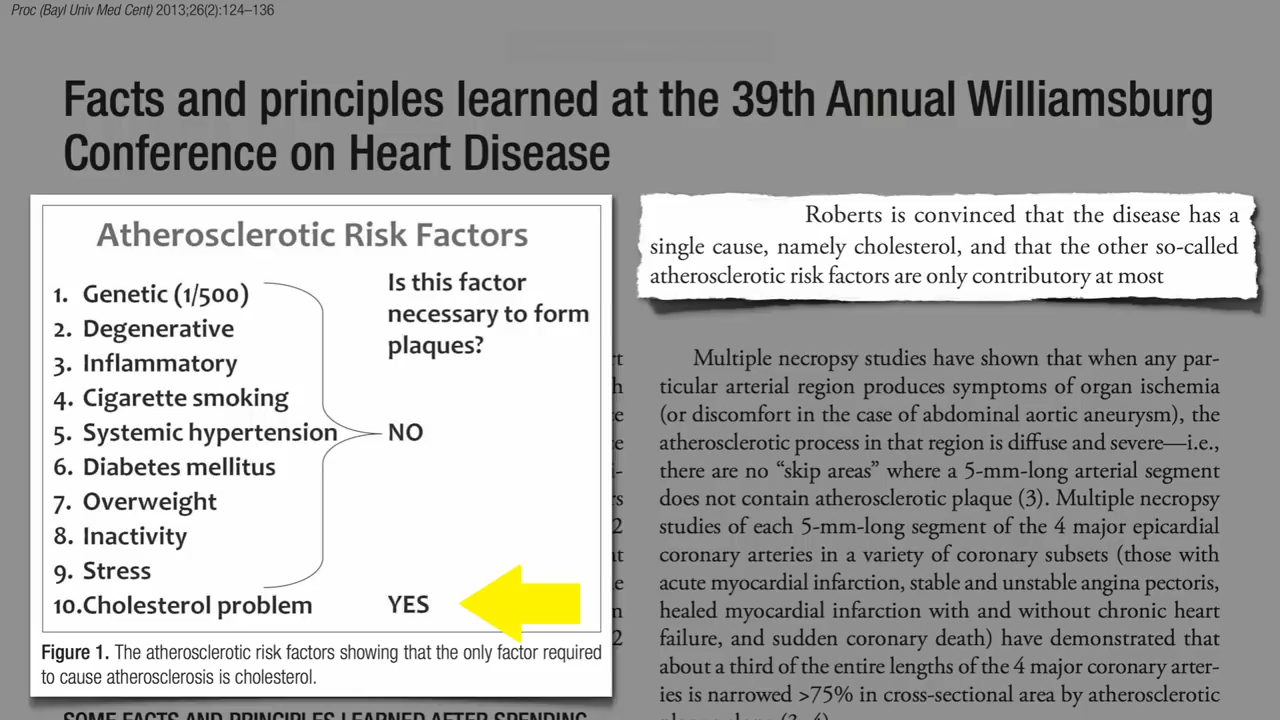 Proc (Bayl Univ Med Cent) 2013;26(2):124–136
Facts and principles learned at the 39th Annual Williamsburg
Conference on Heart Disease
Atherosclerotic Risk Factors
Is this factor
necessary to form
plaques?
1. Genetic (1/500)
2. Degenerative
3. Inflammatory
4. Cigarette smoking
5. Systemic hypertension NO
6. Diabetes mellitus
7. Overweight
8. Inactivity
9. Stress
10.Cholesterol problem YES
Figure 1. The atherosclerotic risk factors showing that the only factor required
to cause atherosclerosis is cholesterol.
Roberts is convinced that the disease has a
single cause, namely cholesterol, and that the other so-called
atherosclerotic risk factors are only contributory at most
Multiple necropsy studies have shown that when any par-
ticular arterial region produces symptoms of organ ischemia
(or discomfort in the case of abdominal aortic aneurysm), the
atherosclerotic process in that region is diffuse and severe—i.e.,
there are no “skip areas” where a 5-mm-long arterial segment
does not contain atherosclerotic plaque (3). Multiple necropsy
studies of each 5-mm-long segment of the 4 major epicardial
coronary arteries in a variety of coronary subsets (those with
acute myocardial infarction, stable and unstable angina pectoris,
healed myocardial infarction with and without chronic heart
failure, and sudden coronary death) have demonstrated that
about a third of the entire lengths of the 4 major coronary arter-
ies is narrowed >75% in cross-sectional area by atherosclerotic
SOME FACTS AND PRINCIPLES LEARNED AFTER SPENDING